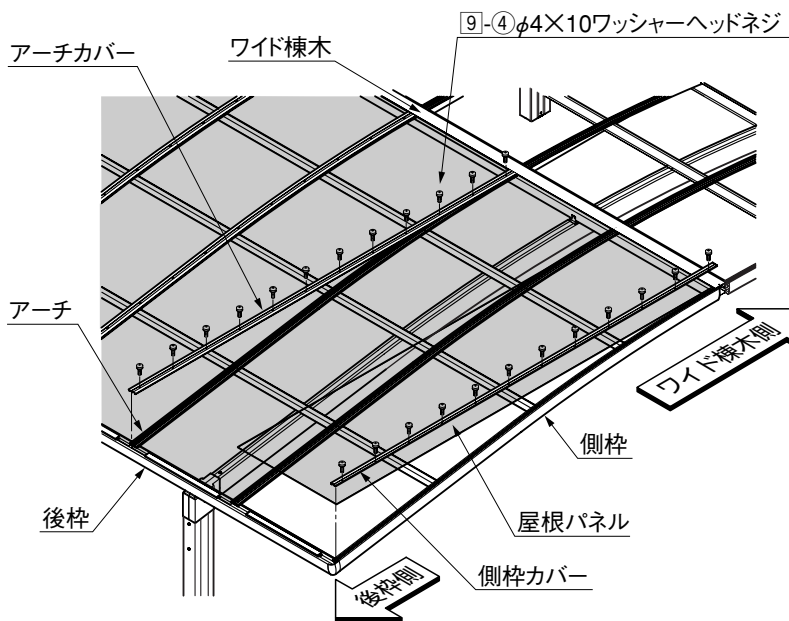 ⑨-④φ4×10ワッシャーヘッドネジ
ワイド棟木
アーチカバー
アーチ
ワイド棟木側
側枠
後枠
屋根パネル
側枠カバー
後枠側